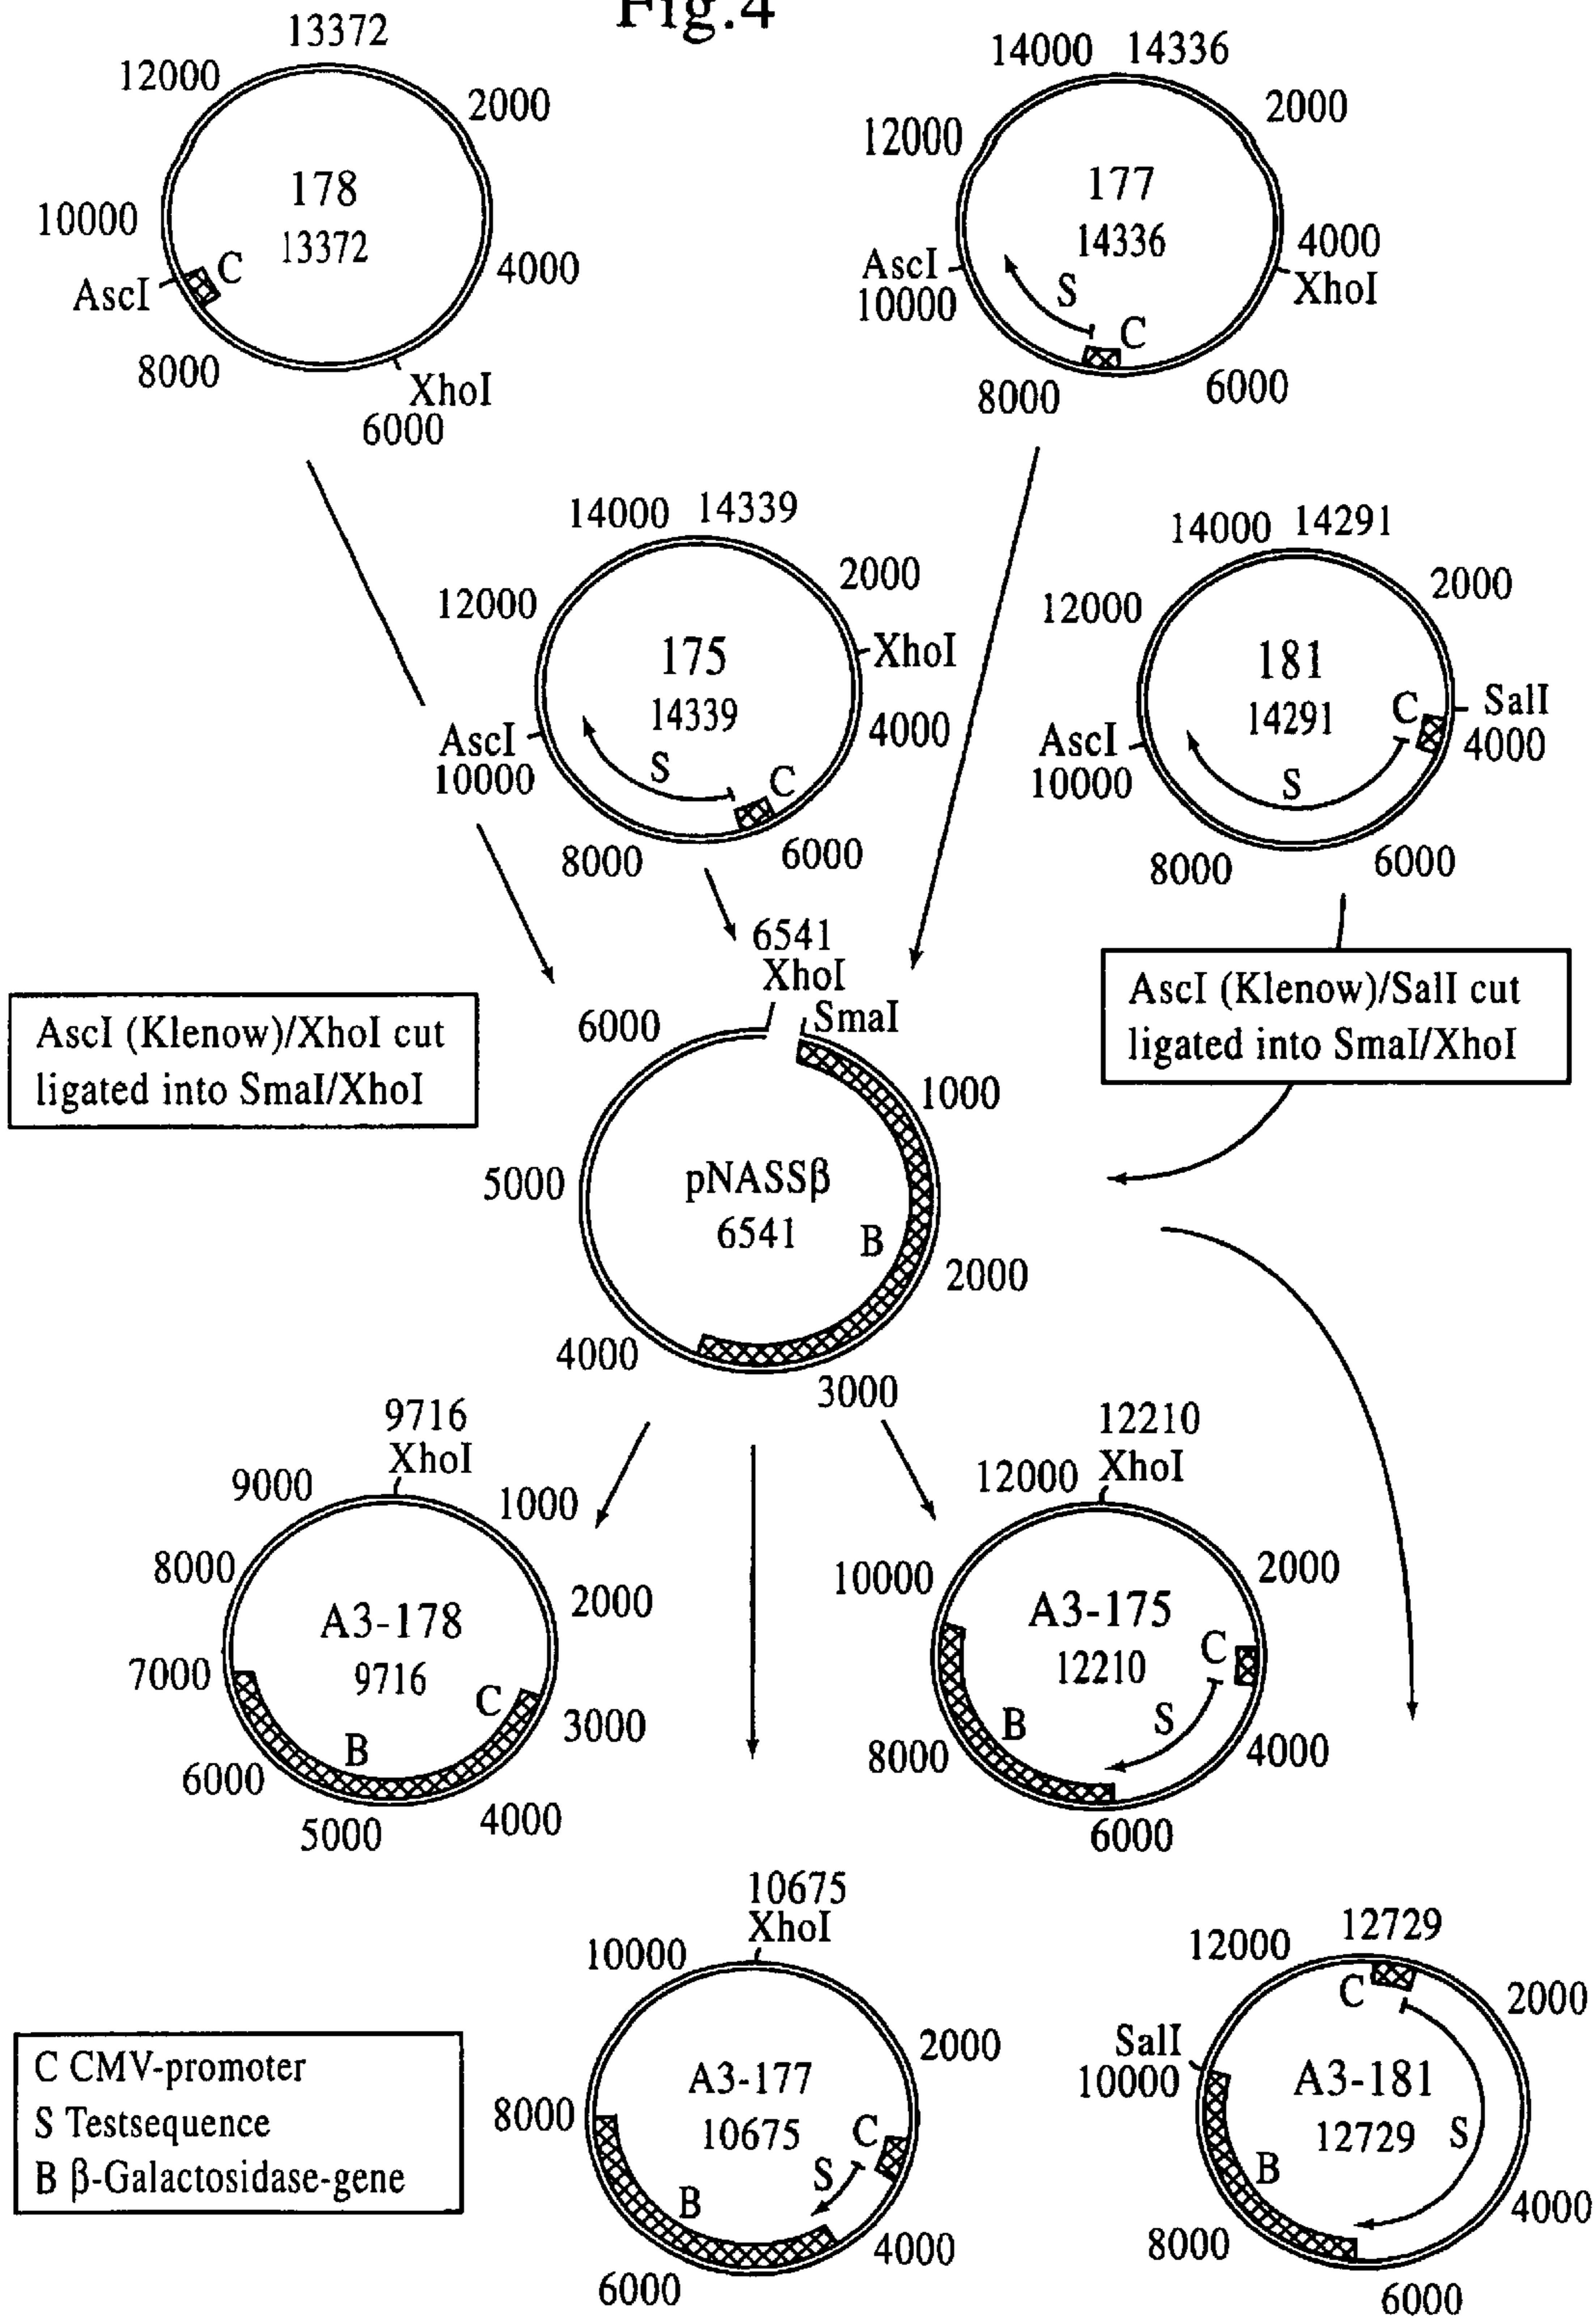 Fig.4
13372
12000
2000
178
13372
10000
C
4000
AscI
8000
XhoI
6000
14000 14336
2000
12000
177
14336
4000
AscI
10000
S
XhoI
C
8000
6000
14000 14339
2000
12000
XhoI
175
14339
4000
AscI
10000
S
C
8000
6000
14000 14291
2000
12000
181
14291
C
SalI
4000
AscI
10000
S
8000
6000
AscI (Klenow)/XhoI cut
ligated into SmaI/XhoI
AscI (Klenow)/SalI cut
ligated into SmaI/XhoI
6541
XhoI
SmaI
6000
1000
5000
pNASSβ
6541
B
2000
4000
3000
9716
XhoI
9000
1000
8000
2000
A3-178
9716
7000
C
3000
B
6000
4000
5000
12210
12000 XhoI
2000
10000
A3-175
12210
C
S
B
8000
4000
6000
10675
XhoI
10000
2000
A3-177
10675
8000
C
S
B
4000
6000
12000 12729
C
2000
SalI
10000
A3-181
12729
S
B
4000
8000
6000
C CMV-promoter
S Testsequence
B β-Galactosidase-gene